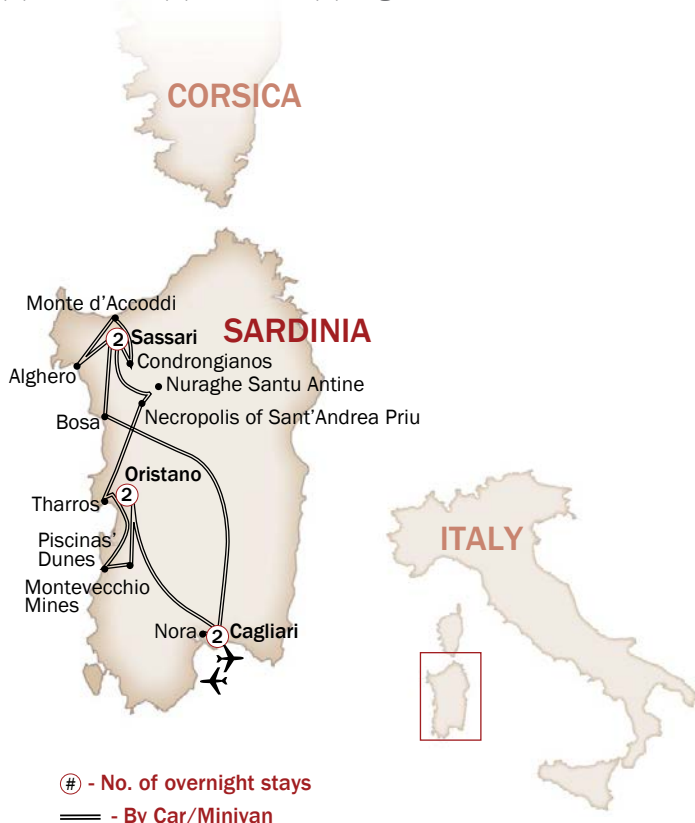 CORSICA
Monte d'Accoddi
2 Sassari
SARDINIA
Condrongianos
Alghero
Nuraghe Santu Antine
Bosa
Necropolis of Sant'Andrea Priu
Oristano
2
Tharros
Piscinas'
Dunes
Montevecchio
Mines
ITALY
Nora
2 Cagliari
# - No. of overnight stays
- By Car/Minivan